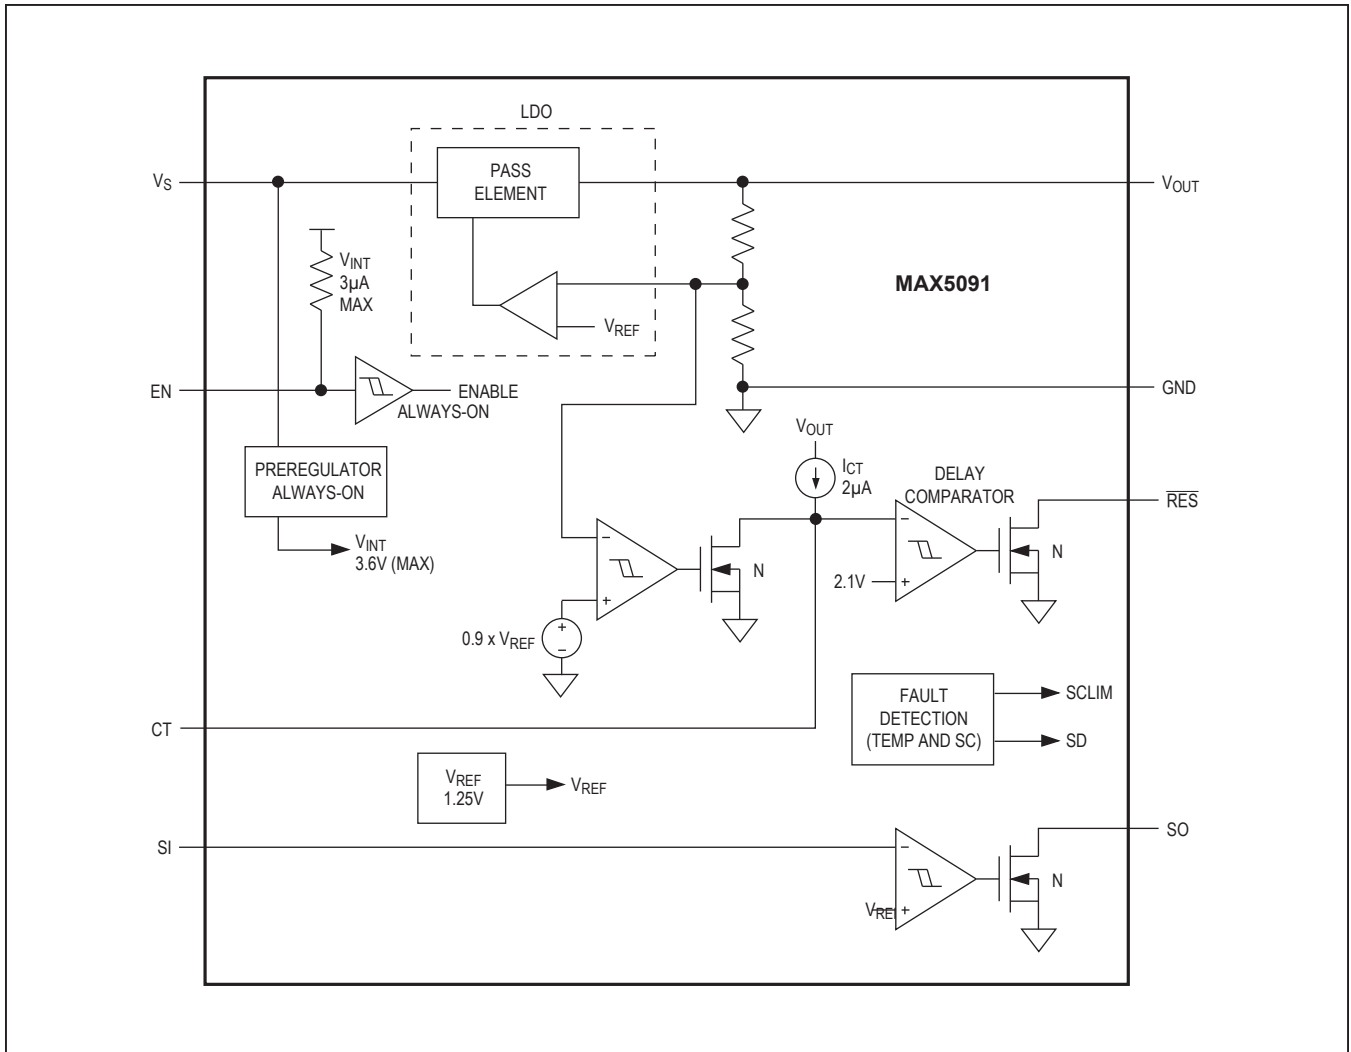 LDO
PASS
ELEMENT
VS
VOUT
VINT
3µA
MAX
MAX5091
VREF
EN
ENABLE
ALWAYS-ON
GND
VOUT
PREREGULATOR
ALWAYS-ON
ICT
2µA
DELAY
COMPARATOR
RES
VINT
3.6V (MAX)
−
−
N
N
2.1V
+
+
0.9 x VREF
+
−
FAULT
DETECTION
(TEMP AND SC)
SCLIM
SD
CT
VREF
1.25V
VREF
SI
−
SO
N
VREF
+